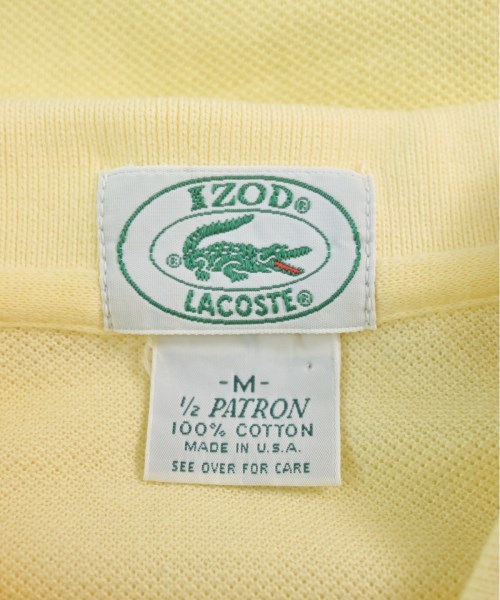 IZOD®
®
LACOSTE®
-M-
1/2 PATRON
100% COTTON
MADE IN U.S.A.
SEE OVER FOR CARE